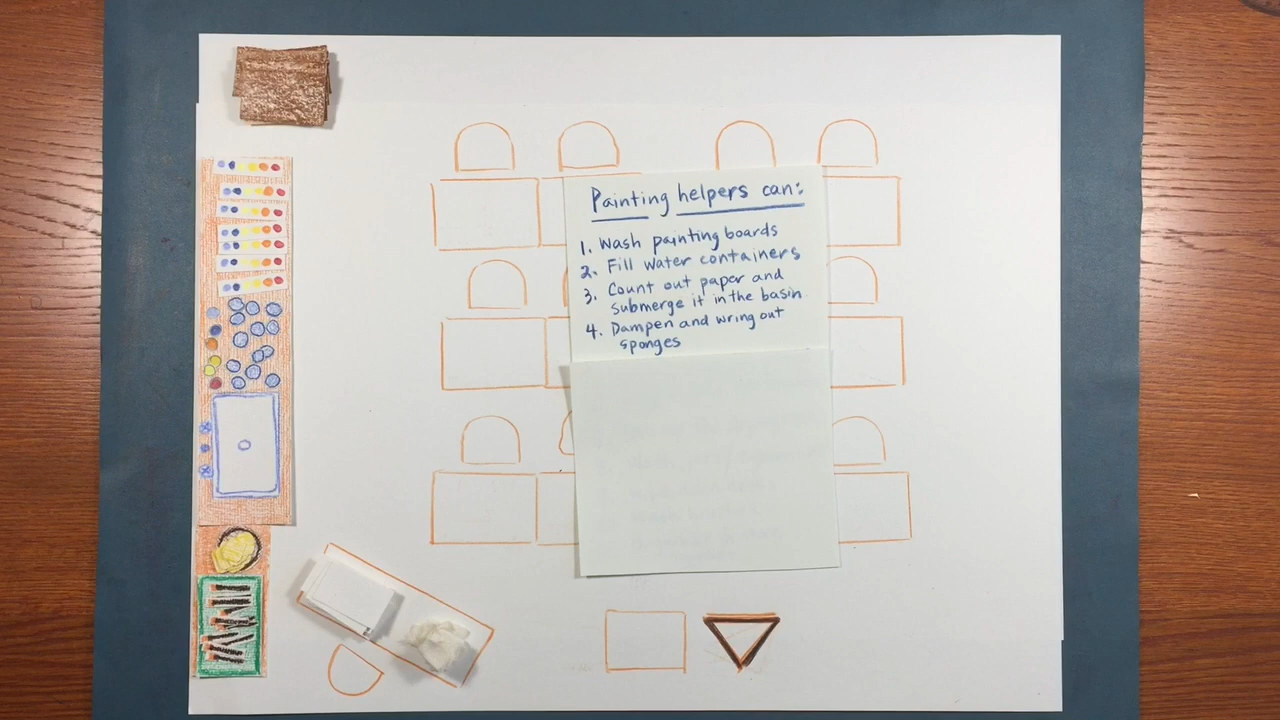 Painting helpers can:
1. Wash painting boards
2. Fill water containers
3. Count out paper and
submerge it in the basin
4. Dampen and wring out
sponges